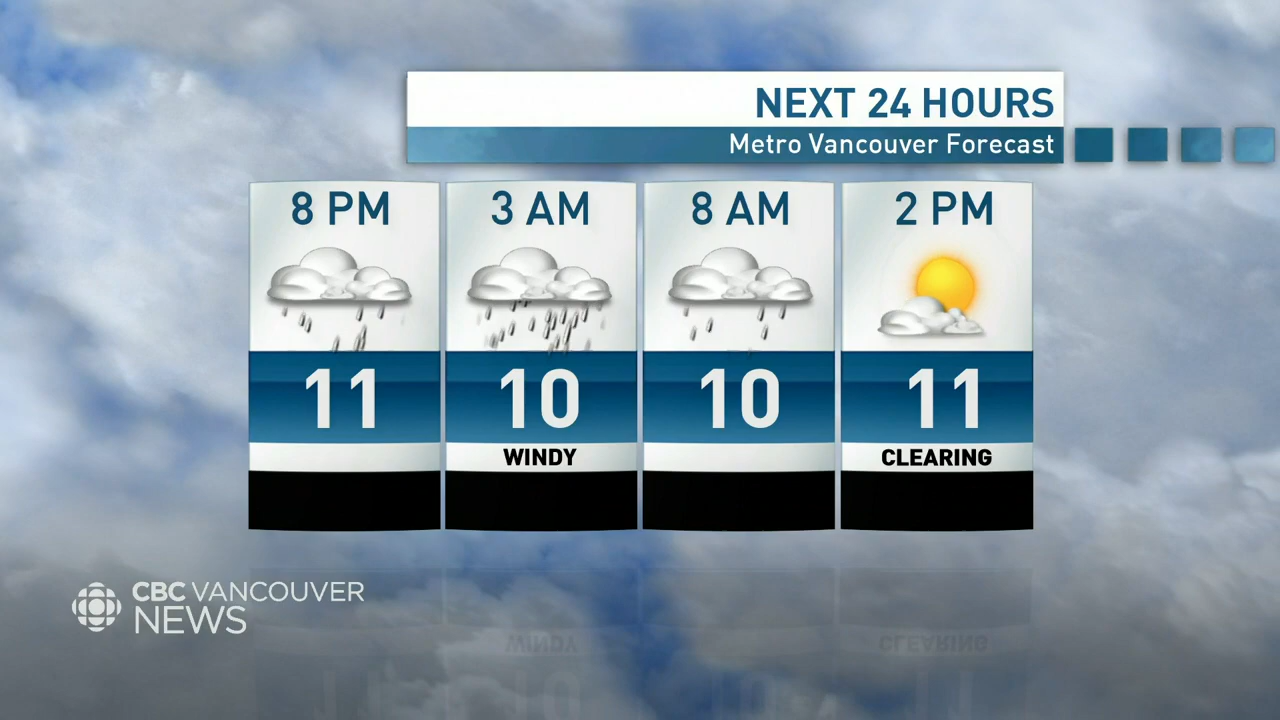 NEXT 24 HOURS
Metro Vancouver Forecast
8 PM
3 AM
8 AM
2 PM
11
10
10
11
WINDY
CLEARING
CBC VANCOUVER
NEWS